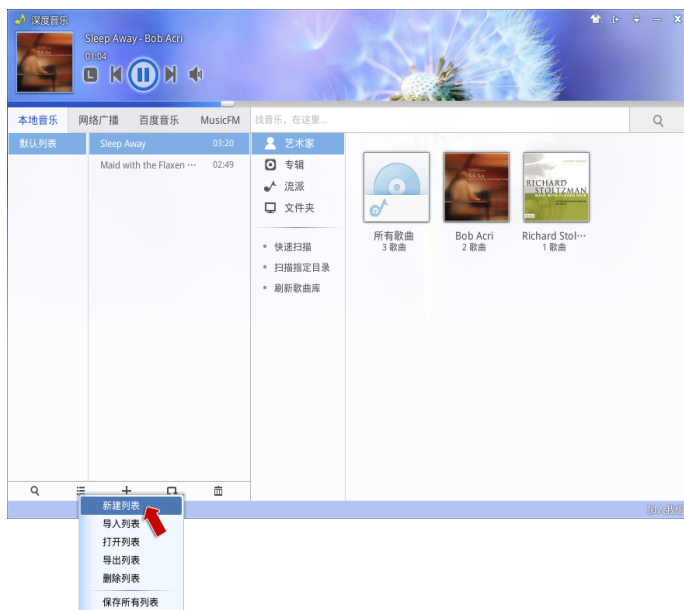 深度音乐
Sleep Away - Bob Acri
01:04
L
本地音乐 网络广播 百度音乐 MusicFM 找音乐，在这里...
默认列表
Sleep Away 03:20
Maid with the Flaxen ··· 02:49
艺术家
专辑
流派
文件夹
快速扫描
扫描指定目录
刷新歌曲库
RICHARD
STOLTZMAN
所有歌曲
3 歌曲
Bob Acri
2 歌曲
Richard Stol···
1 歌曲
新建列表
导入列表
打开列表
导出列表
删除列表
保存所有列表